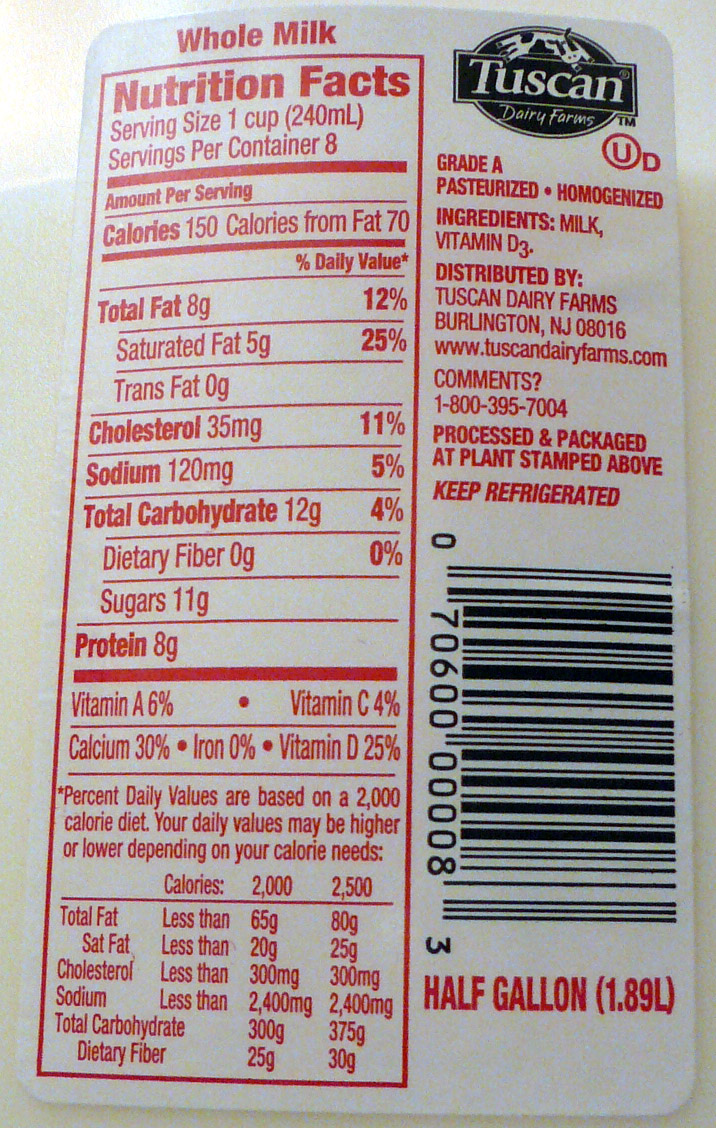 Whole Milk
Nutrition Facts
Serving Size 1 cup (240mL)
Servings Per Container 8
Amount Per Serving
Calories 150 Calories from Fat 70
% Daily Value*
Total Fat 8g 12%
Saturated Fat 5g 25%
Trans Fat 0g
Cholesterol 35mg 11%
Sodium 120mg 5%
Total Carbohydrate 12g 4%
Dietary Fiber 0g 0%
Sugars 11g
Protein 8g
Vitamin A 6% • Vitamin C 4%
Calcium 30% • Iron 0% • Vitamin D 25%
*Percent Daily Values are based on a 2,000
calorie diet. Your daily values may be higher
or lower depending on your calorie needs:
Calories: 2,000 2,500
Total Fat Less than 65g 80g
Sat Fat Less than 20g 25g
Cholesterol Less than 300mg 300mg
Sodium Less than 2,400mg 2,400mg
Total Carbohydrate 300g 375g
Dietary Fiber 25g 30g
Tuscan®
Dairy Farms TM
U D
GRADE A
PASTEURIZED • HOMOGENIZED
INGREDIENTS: MILK,
VITAMIN D3.
DISTRIBUTED BY:
TUSCAN DAIRY FARMS
BURLINGTON, NJ 08016
www.tuscandairyfarms.com
COMMENTS?
1-800-395-7004
PROCESSED & PACKAGED
AT PLANT STAMPED ABOVE
KEEP REFRIGERATED
0 70600 00008 3
HALF GALLON (1.89L)